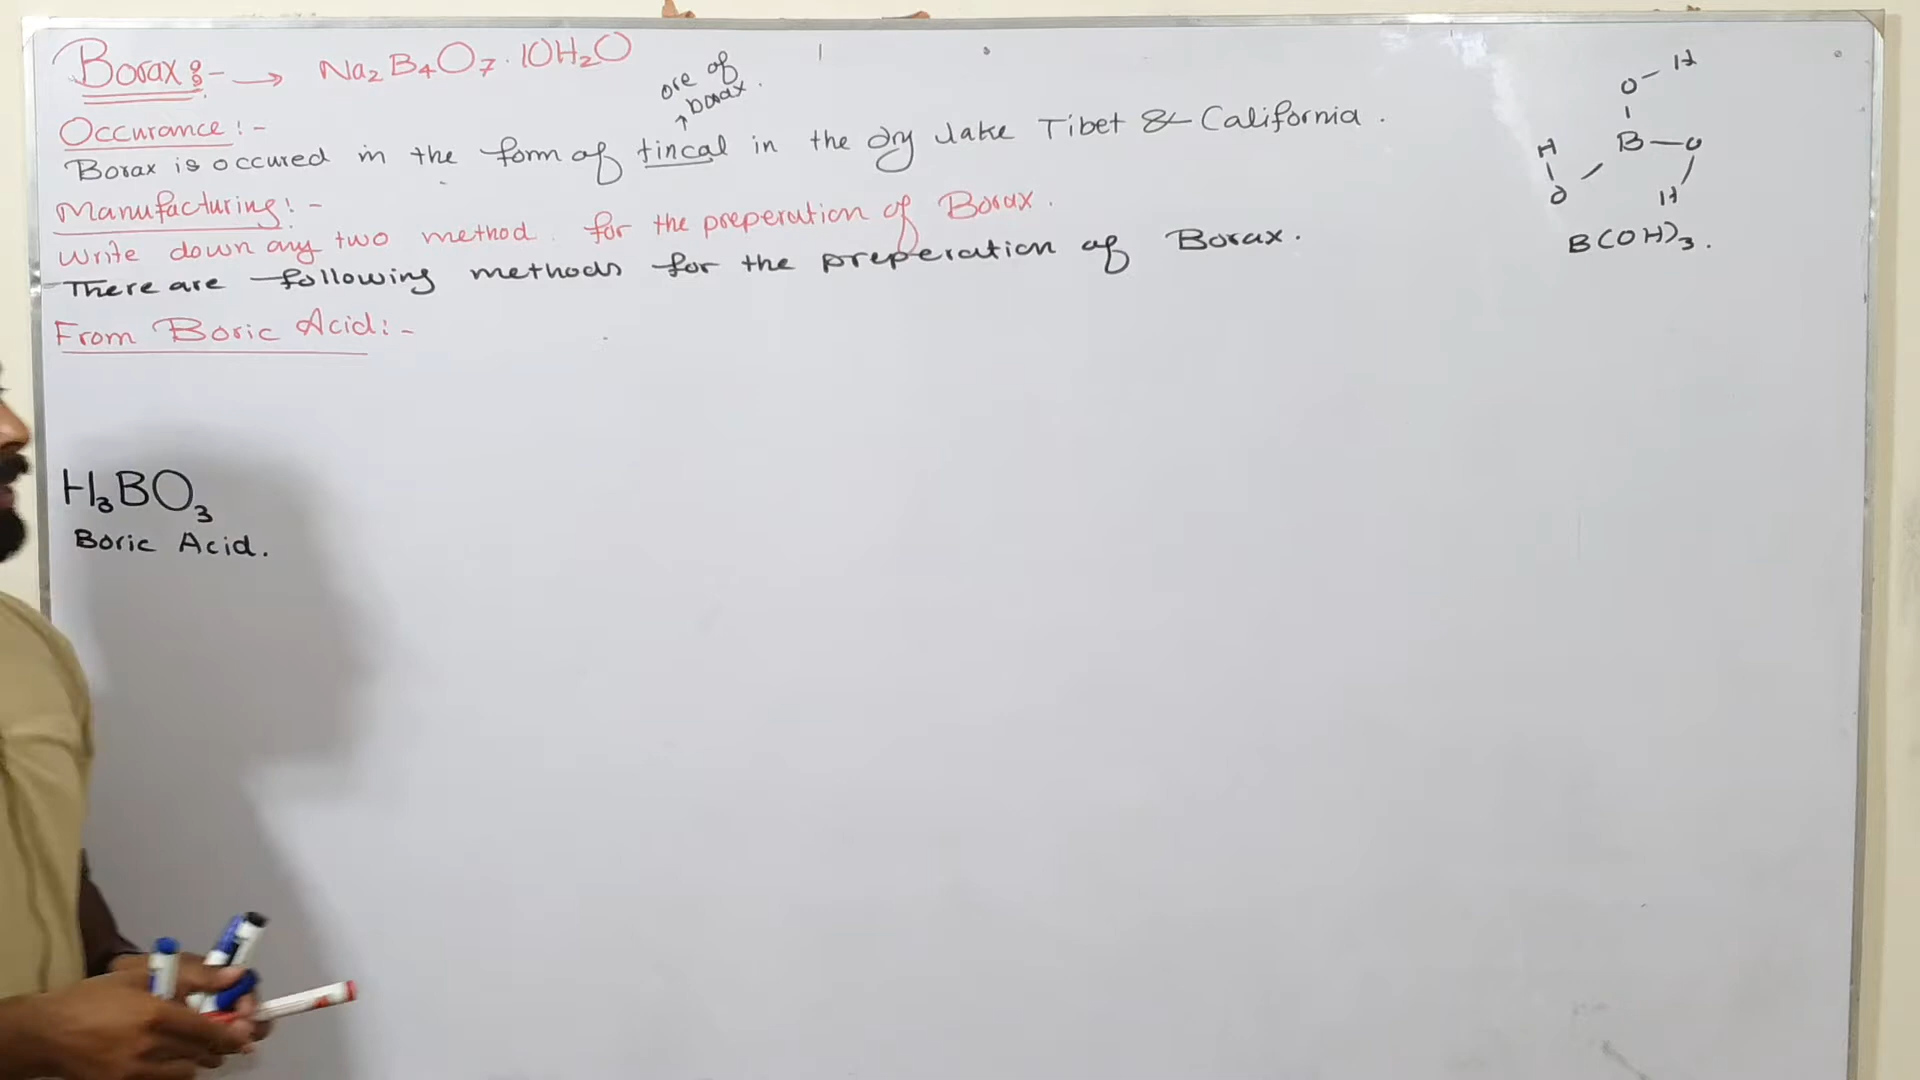 Borax :- → Na2B4O7·10H2O
ore of
borax.
↑
Occurance :-
Borax is occured in the form of tincal in the dry lake Tibet & California .
Manufacturing :-
Write down any two method . for the preperation of Borax .
There are following methods for the preperation of Borax .
From Boric Acid :-
H3BO3
Boric Acid .
O – H
H B – O
O H
B(OH)3 .